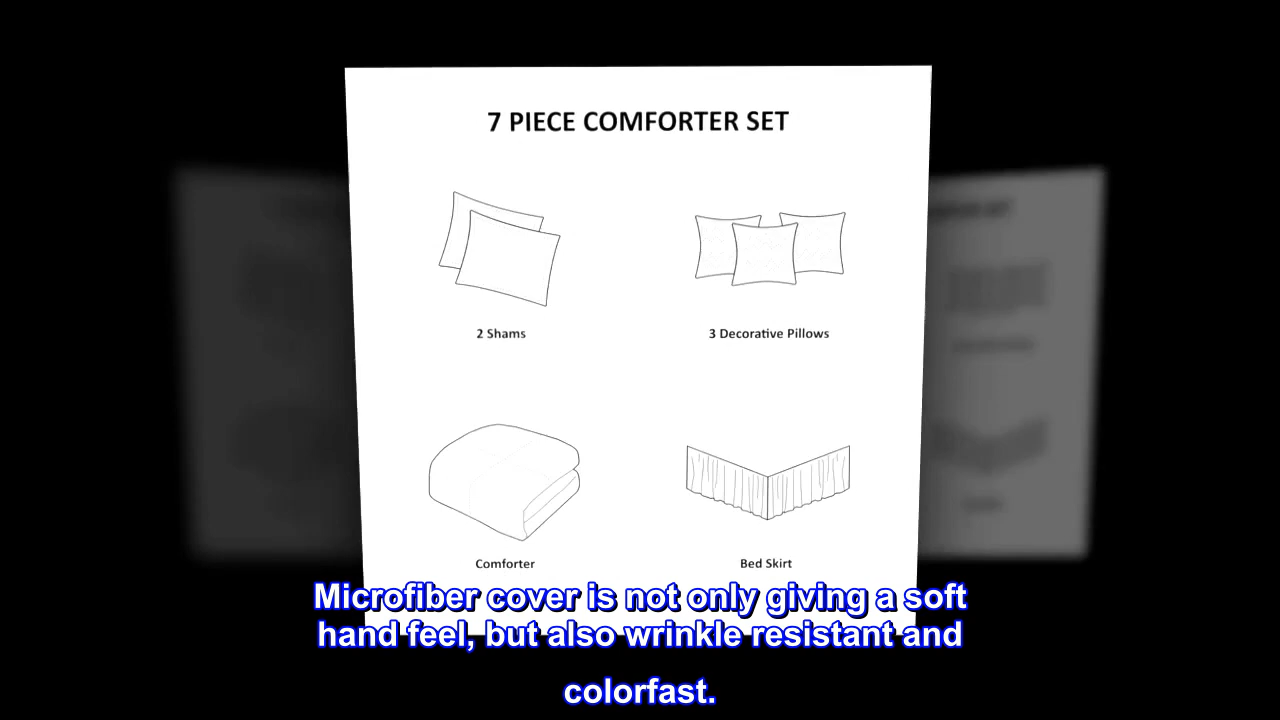 7 PIECE COMFORTER SET
2 Shams
3 Decorative Pillows
Comforter
Bed Skirt
Microfiber cover is not only giving a soft
hand feel, but also wrinkle resistant and
colorfast.